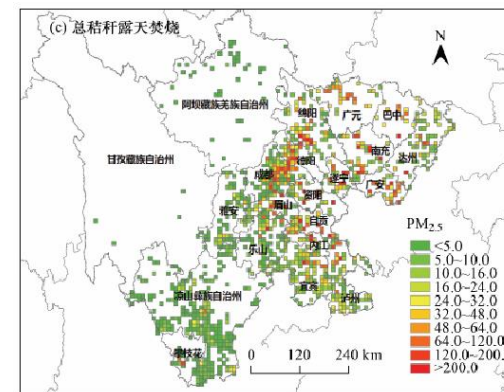 (c) 总秸秆露天焚烧
N
阿坝藏族羌族自治州
绵阳
广元
巴中
甘孜藏族自治州
德阳
南充
达州
成都
遂宁
广安
资阳
雅安
眉山
自贡
乐山
内江
宜宾
泸州
凉山彝族自治州
攀枝花
PM2.5
<5.0
5.0~10.0
10.0~16.0
16.0~24.0
24.0~32.0
32.0~48.0
48.0~64.0
64.0~120.0
120.0~200.0
>200.0
0 120 240 km